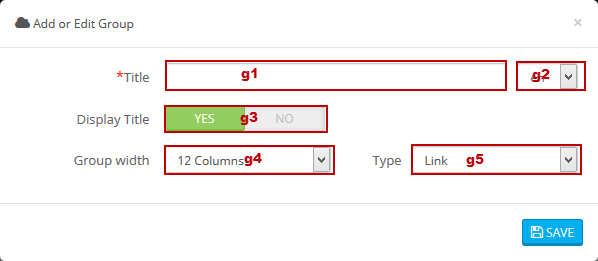 Add or Edit Group ×
*Title g1 g2
Display Title YES g3 NO
Group width 12 Columns g4 Type Link g5
SAVE